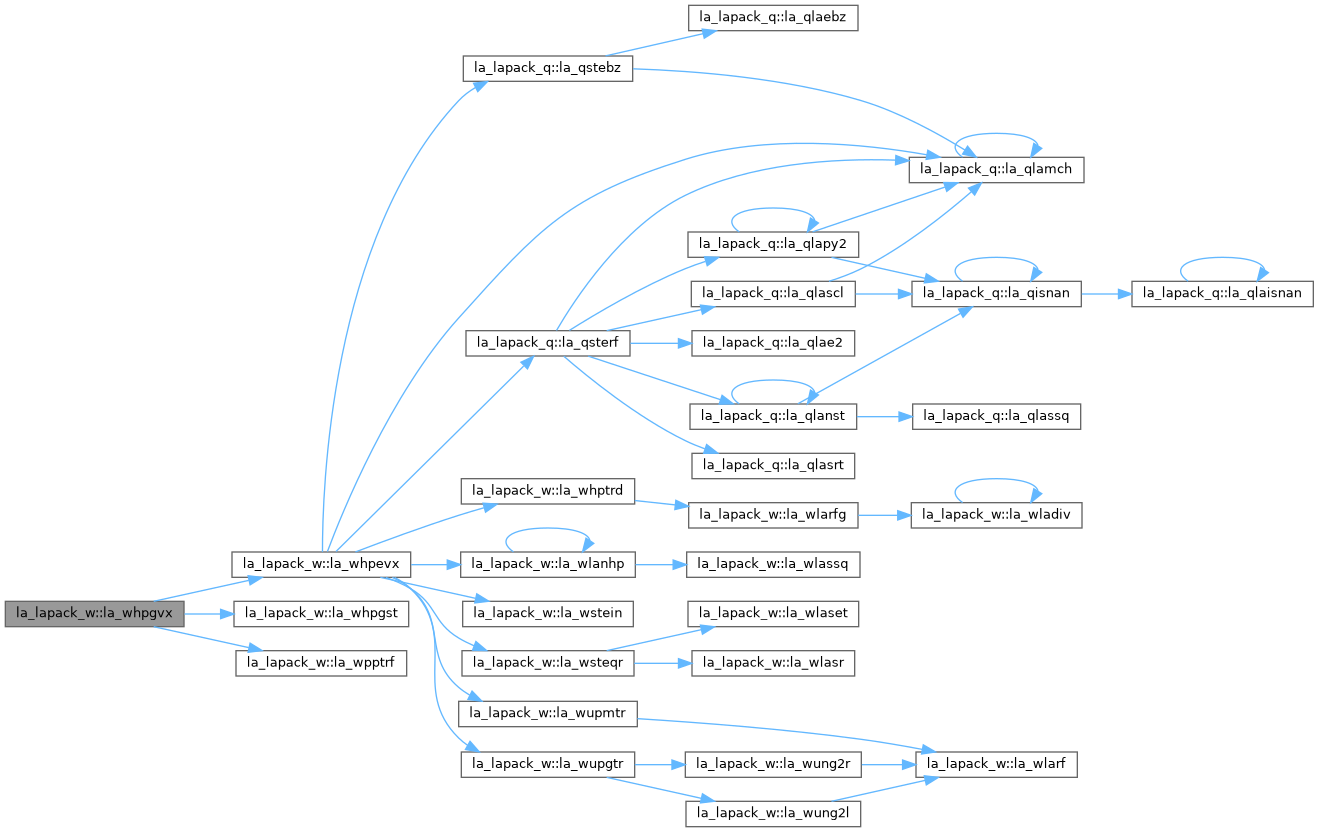 la_lapack_q::la_qlaebz
la_lapack_q::la_qstebz
la_lapack_q::la_qlamch
la_lapack_q::la_qlapy2
la_lapack_q::la_qlascl
la_lapack_q::la_qisnan
la_lapack_q::la_qlaisnan
la_lapack_q::la_qsterf
la_lapack_q::la_qlae2
la_lapack_q::la_qlanst
la_lapack_q::la_qlassq
la_lapack_q::la_qlasrt
la_lapack_w::la_whptrd
la_lapack_w::la_wlarfg
la_lapack_w::la_wladiv
la_lapack_w::la_whpevx
la_lapack_w::la_wlanhp
la_lapack_w::la_wlassq
la_lapack_w::la_whpgvx
la_lapack_w::la_whpgst
la_lapack_w::la_wstein
la_lapack_w::la_wlaset
la_lapack_w::la_wpptrf
la_lapack_w::la_wsteqr
la_lapack_w::la_wlasr
la_lapack_w::la_wupmtr
la_lapack_w::la_wupgtr
la_lapack_w::la_wung2r
la_lapack_w::la_wlarf
la_lapack_w::la_wung2l